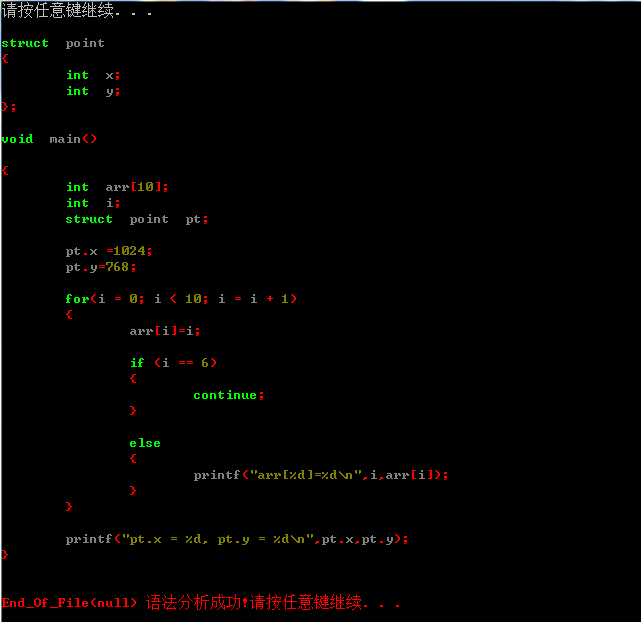 请按任意键继续. . .
struct  point
{
        int  x;
        int  y;
};
void  main()
{
        int  arr[10];
        int  i;
        struct  point  pt;
        pt.x =1024;
        pt.y=768;
        for(i = 0; i < 10; i = i + 1)
        {
                arr[i]=i;
                if (i == 6)
                {
                        continue;
                }
                else
                {
                        printf("arr[%d]=%d\n",i,arr[i]);
                }
        }
        printf("pt.x = %d, pt.y = %d\n",pt.x,pt.y);
}
End_Of_File(null) 语法分析成功!请按任意键继续. . .